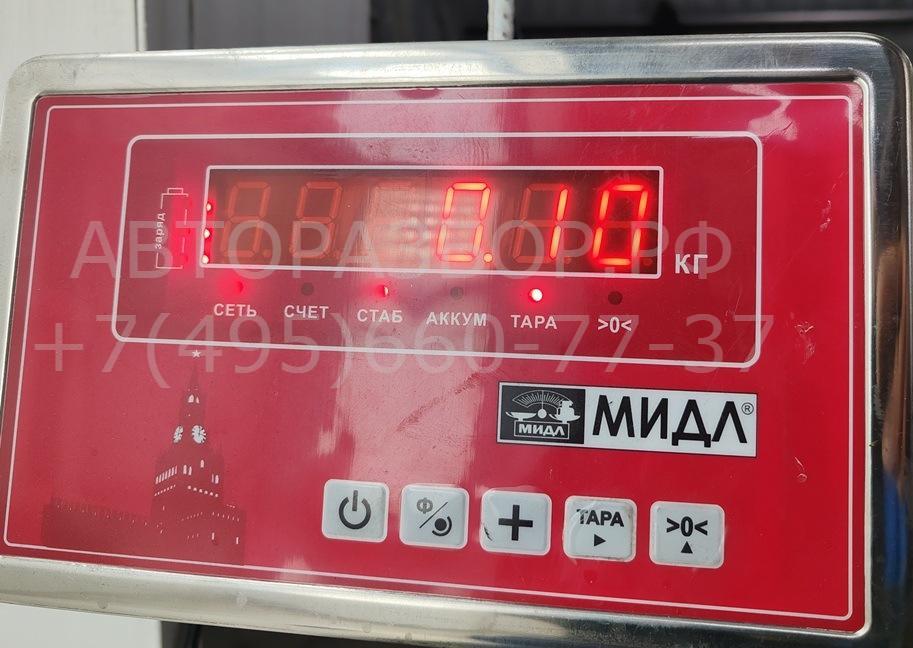 заряд
0.10
КГ
АВТОРАЗБОР.РФ
СЕТЬ СЧЕТ СТАБ АККУМ ТАРА >0<
+7(495)660-77-37
МИДЛ МИДЛ®
Ф + ТАРА >0<